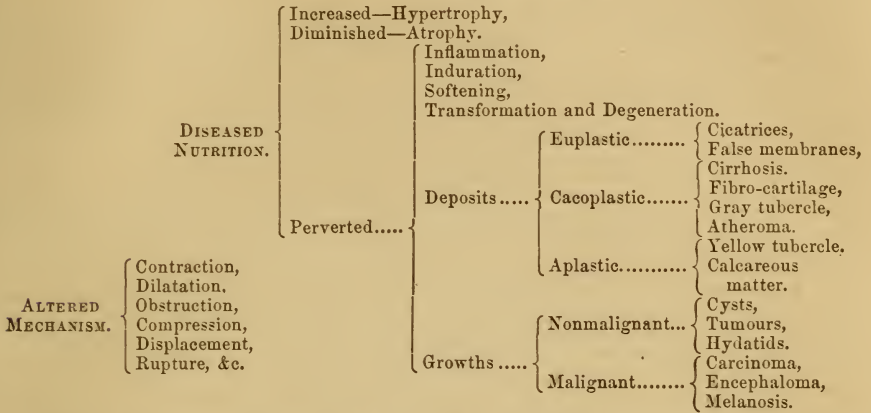 Increased—Hypertrophy,
Diminished—Atrophy.
Inflammation,
Induration,
Softening,
Transformation and Degeneration.
DISEASED
NUTRITION.
Perverted.....
Deposits.....
Euplastic.........
Cicatrices,
False membranes,
Cacoplastic.......
Cirrhosis.
Fibro-cartilage,
Gray tubercle,
Atheroma.
Aplastic...........
Yellow tubercle.
Calcareous
matter.
Growths.....
Nonmalignant...
Cysts,
Tumours,
Hydatids.
Malignant........
Carcinoma,
Encephaloma,
Melanosis.
ALTERED
MECHANISM.
Contraction,
Dilatation,
Obstruction,
Compression,
Displacement,
Rupture, &c.